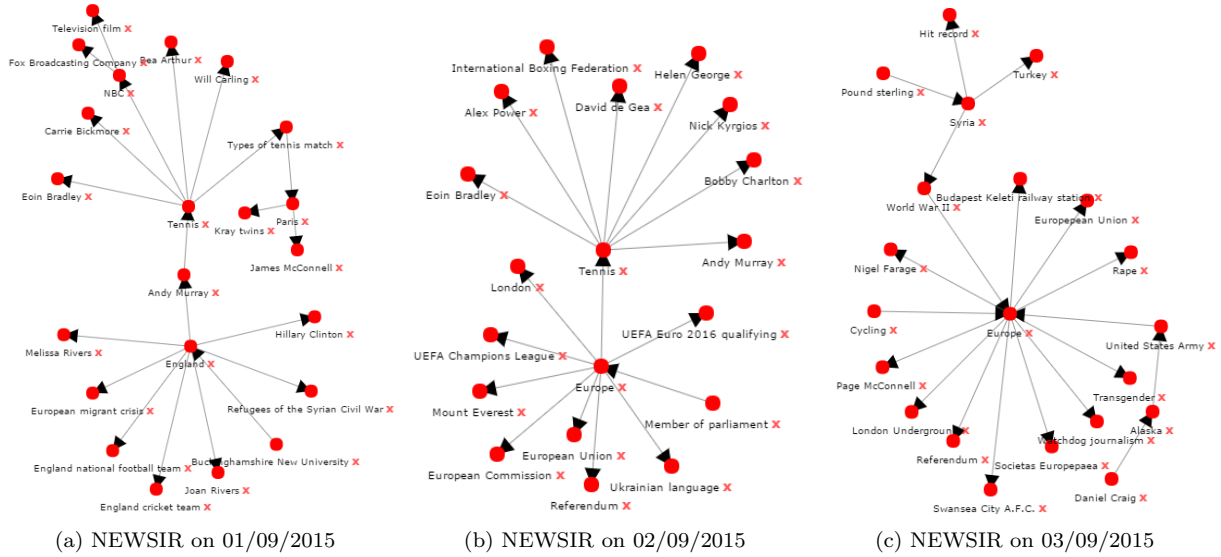 Television film x
Fox Broadcasting Company x
Bea Arthur x
Will Carling x
NBC x
Carrie Bickmore x
Types of tennis match x
Eoin Bradley x
Tennis x
Kray twins x
Paris x
James McConnell x
Andy Murray x
Hillary Clinton x
Melissa Rivers x
England x
European migrant crisis x
Refugees of the Syrian Civil War x
England national football team x
Buckinghamshire New University x
Joan Rivers x
England cricket team x
(a) NEWSIR on 01/09/2015
International Boxing Federation x
Helen George x
Alex Power x
David de Gea x
Nick Kyrgios x
Eoin Bradley x
Bobby Charlton x
Tennis x
Andy Murray x
London x
UEFA Euro 2016 qualifying x
UEFA Champions League x
Europe x
Mount Everest x
Member of parliament x
European Union x
European Commission x
Ukrainian language x
Referendum x
(b) NEWSIR on 02/09/2015
Hit record x
Turkey x
Pound sterling x
Syria x
Budapest Keleti railway station x
World War II x
Europepean Union x
Nigel Farage x
Rape x
Cycling x
Europe x
United States Army x
Page McConnell x
Transgender x
London Underground x
Alaska x
Watchdog journalism x
Referendum x
Societas Europepaea x
Daniel Craig x
Swansea City A.F.C. x
(c) NEWSIR on 03/09/2015